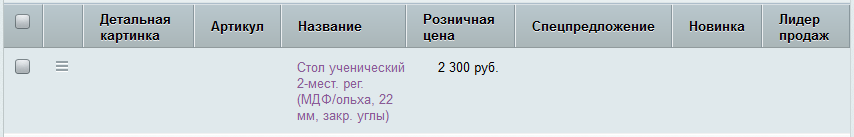 Детальная картинка
Артикул
Название
Розничная цена
Спецпредложение
Новинка
Лидер продаж
Стол ученический
2-мест. рег.
(МДФ/ольха, 22
мм, закр. углы)
2 300 руб.